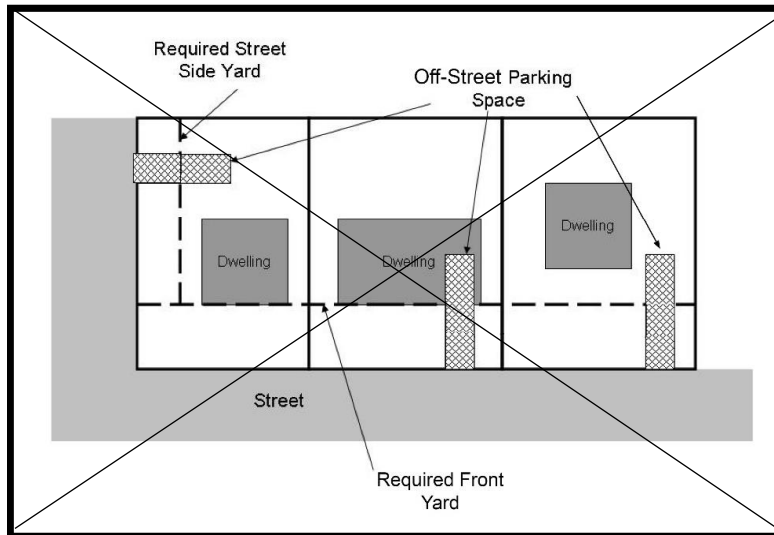 Required Street
Side Yard
Off-Street Parking
Space
Dwelling
Dwelling
Dwelling
Street
Required Front
Yard